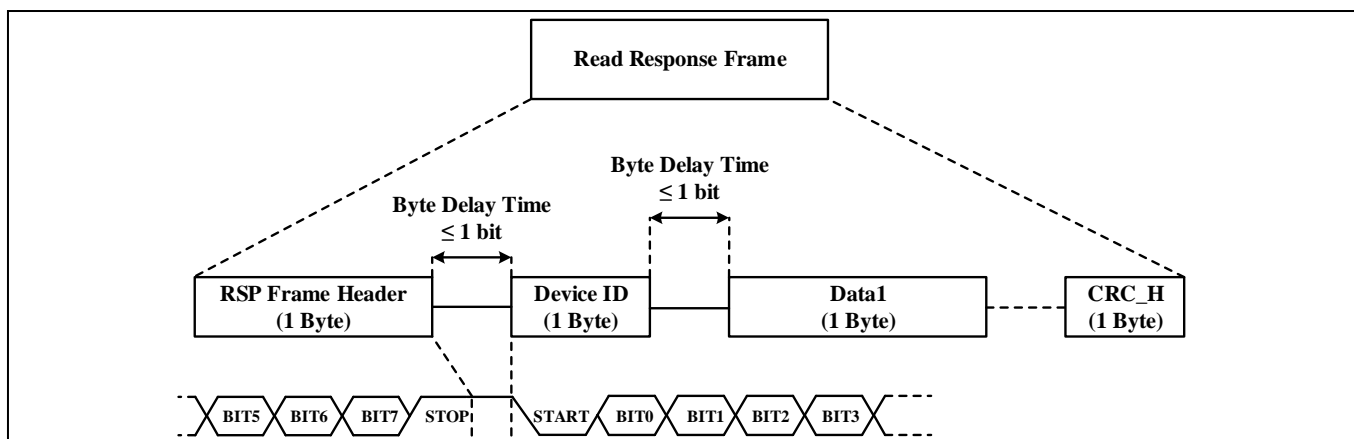 Read Response Frame
Byte Delay Time
≤ 1 bit
Byte Delay Time
≤ 1 bit
RSP Frame Header
(1 Byte)
Device ID
(1 Byte)
Data1
(1 Byte)
CRC_H
(1 Byte)
BIT5 BIT6 BIT7 STOP START BIT0 BIT1 BIT2 BIT3